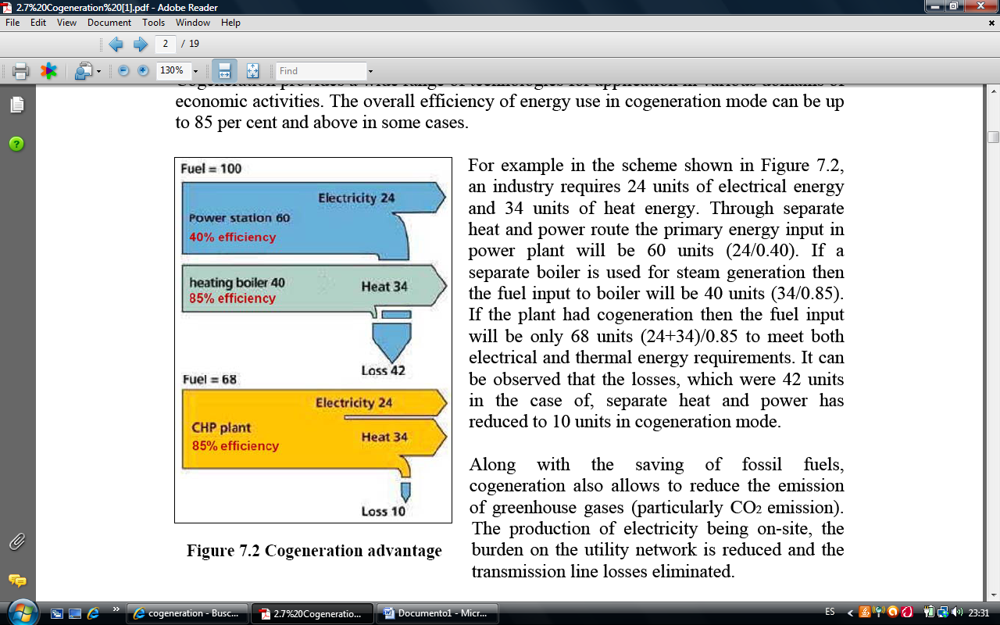 2.7%20Cogeneration%20[1].pdf - Adobe Reader
File Edit View Document Tools Window Help
2 / 19
130% Find
Cogeneration provides a wide range of technologies for application in various domains of
economic activities. The overall efficiency of energy use in cogeneration mode can be up
to 85 per cent and above in some cases.
Fuel = 100
Electricity 24
Power station 60
40% efficiency
heating boiler 40
Heat 34
85% efficiency
Loss 42
Fuel = 68
Electricity 24
CHP plant
Heat 34
85% efficiency
Loss 10
Figure 7.2 Cogeneration advantage
For example in the scheme shown in Figure 7.2,
an industry requires 24 units of electrical energy
and 34 units of heat energy. Through separate
heat and power route the primary energy input in
power plant will be 60 units (24/0.40). If a
separate boiler is used for steam generation then
the fuel input to boiler will be 40 units (34/0.85).
If the plant had cogeneration then the fuel input
will be only 68 units (24+34)/0.85 to meet both
electrical and thermal energy requirements. It can
be observed that the losses, which were 42 units
in the case of, separate heat and power has
reduced to 10 units in cogeneration mode.
Along with the saving of fossil fuels,
cogeneration also allows to reduce the emission
of greenhouse gases (particularly CO2 emission).
The production of electricity being on-site, the
burden on the utility network is reduced and the
transmission line losses eliminated.
cogeneration - Busc... 2.7%20Cogeneratio... Documento1 - Micr... ES 23:31